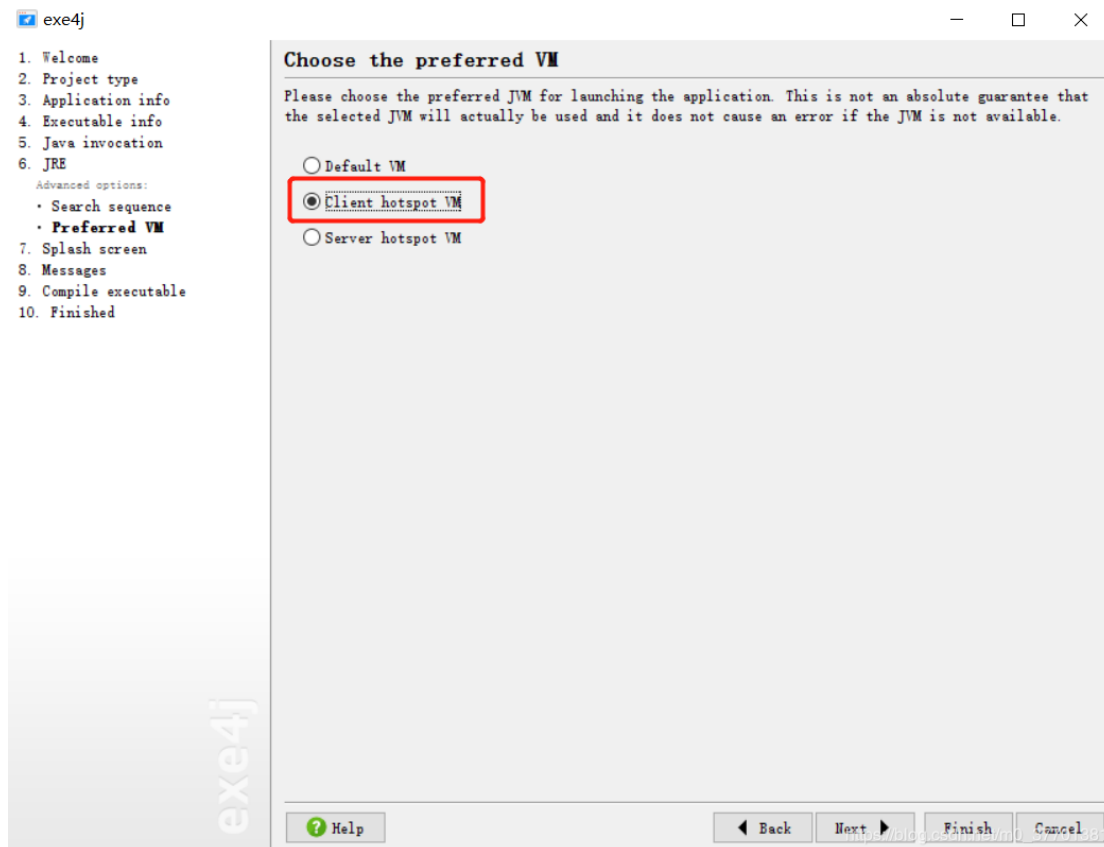 exe4j
1. Welcome
2. Project type
3. Application info
4. Executable info
5. Java invocation
6. JRE
Advanced options:
· Search sequence
· Preferred VM
7. Splash screen
8. Messages
9. Compile executable
10. Finished
exe4j
Choose the preferred VM
Please choose the preferred JVM for launching the application. This is not an absolute guarantee that
the selected JVM will actually be used and it does not cause an error if the JVM is not available.
Default VM
Client hotspot VM
Server hotspot VM
Help
Back
Next
Finish
Cancel